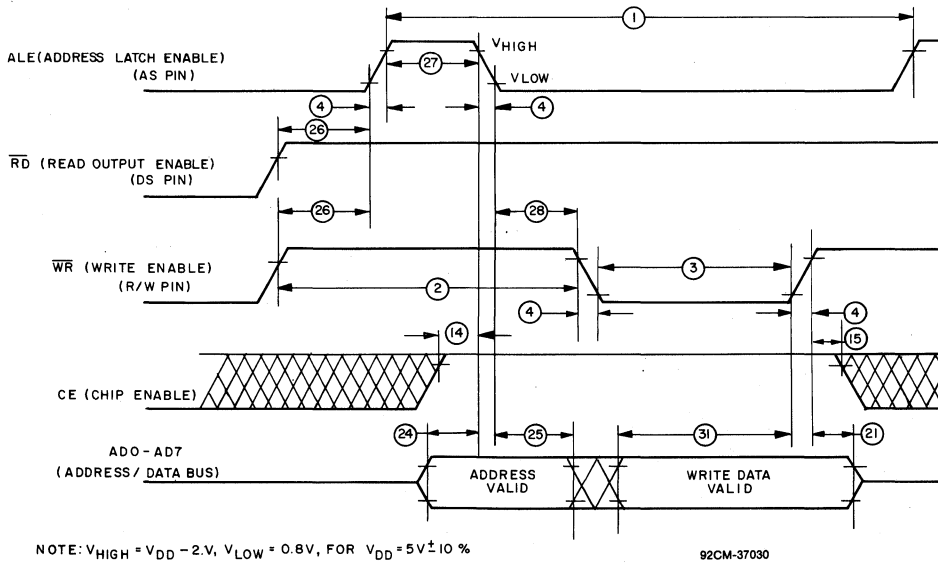 1
ALE(ADDRESS LATCH ENABLE)
(AS PIN)
27
VHIGH
VLOW
4
4
26
RD (READ OUTPUT ENABLE)
(DS PIN)
26
28
WR (WRITE ENABLE)
(R/W PIN)
3
2
4
4
14
15
CE (CHIP ENABLE)
24
25
31
21
AD0-AD7
(ADDRESS/DATA BUS)
ADDRESS
VALID
WRITE DATA
VALID
NOTE: VHIGH = VDD -2.V, VLOW = 0.8V, FOR VDD = 5V ± 10 %
92CM-37030